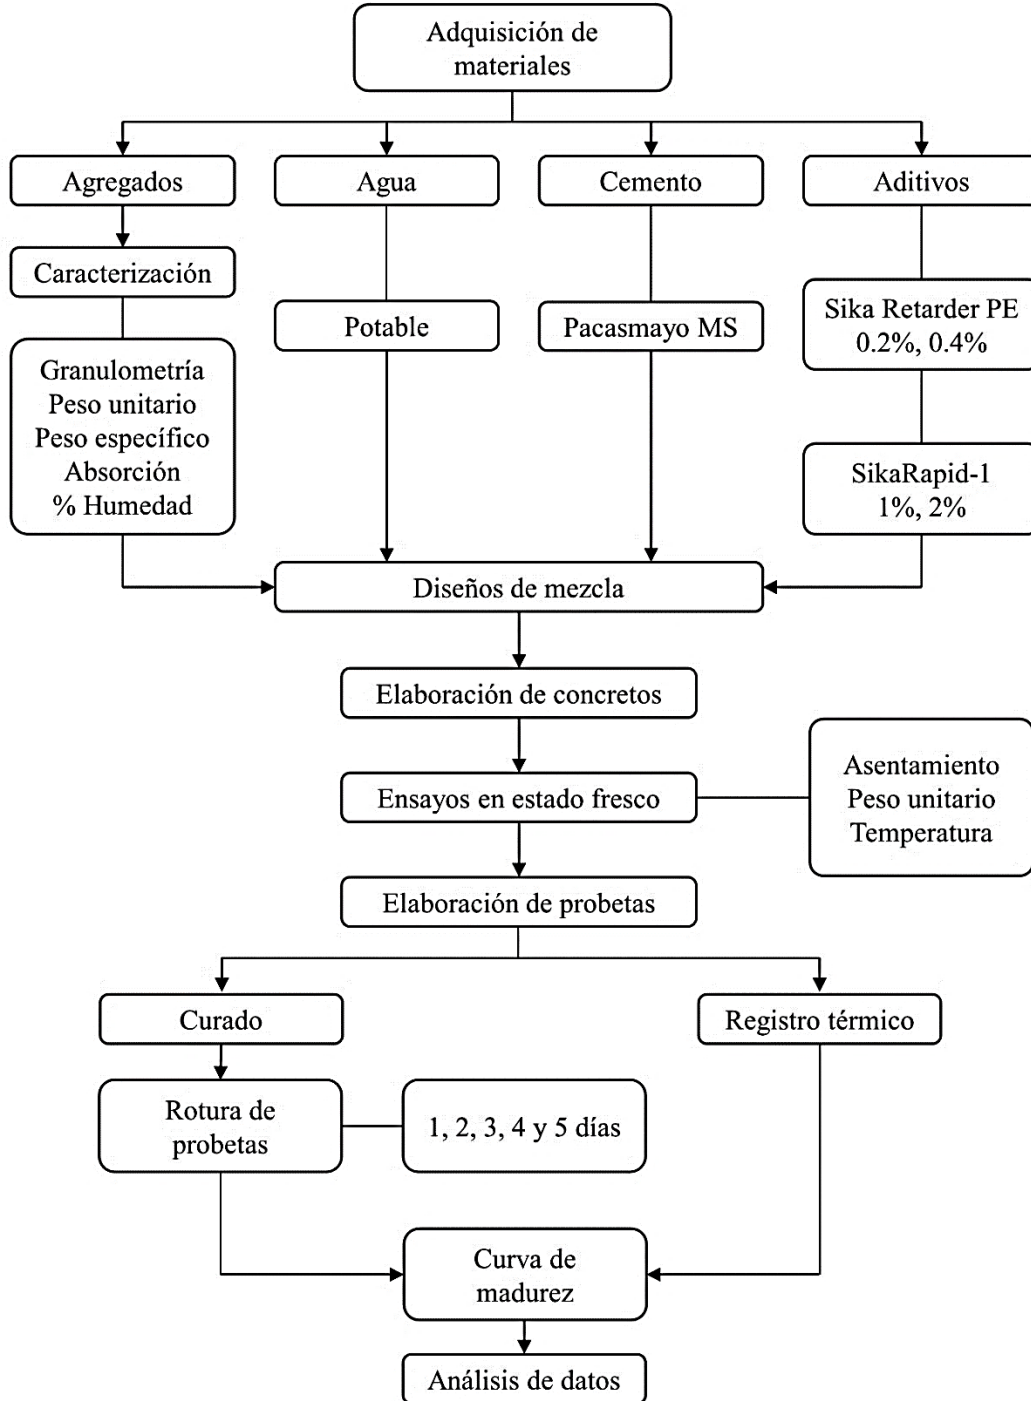 Adquisición de
materiales
Agregados
Agua
Cemento
Aditivos
Caracterización
Potable
Pacasmayo MS
Sika Retarder PE
0.2%, 0.4%
Granulometría
Peso unitario
Peso específico
Absorción
% Humedad
SikaRapid-1
1%, 2%
Diseños de mezcla
Elaboración de concretos
Ensayos en estado fresco
Asentamiento
Peso unitario
Temperatura
Elaboración de probetas
Curado
Registro térmico
Rotura de
probetas
1, 2, 3, 4 y 5 días
Curva de
madurez
Análisis de datos